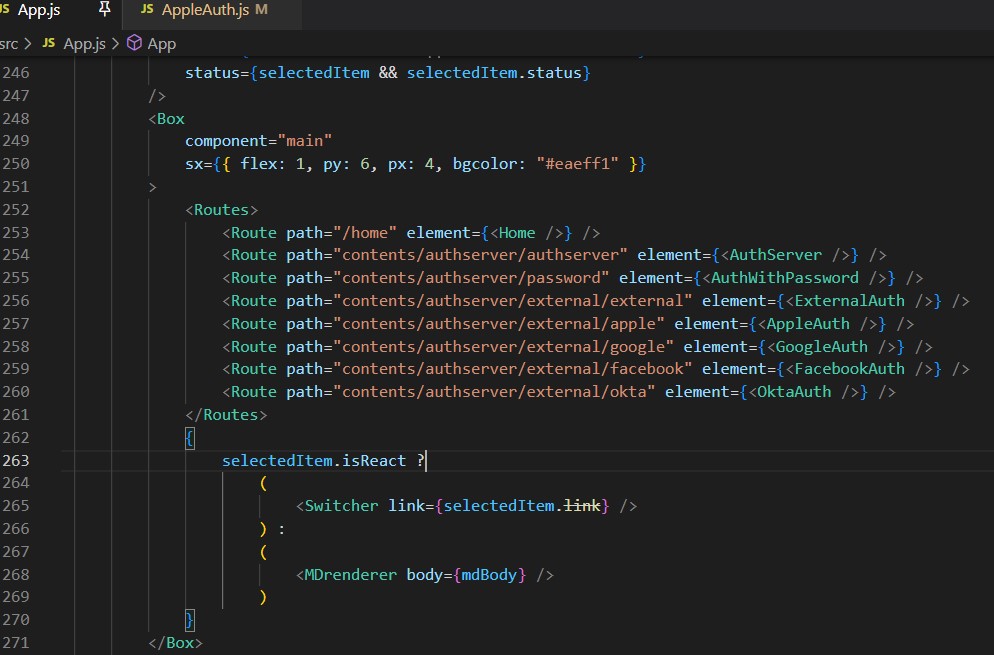 JS App.js
JS AppleAuth.js M
src > JS App.js > App
246 status={selectedItem && selectedItem.status}
247 />
248 <Box
249 component="main"
250 sx={{ flex: 1, py: 6, px: 4, bgcolor: "#eaeff1" }}
251 >
252 <Routes>
253 <Route path="/home" element={<Home />} />
254 <Route path="contents/authserver/authserver" element={<AuthServer />} />
255 <Route path="contents/authserver/password" element={<AuthWithPassword />} />
256 <Route path="contents/authserver/external/external" element={<ExternalAuth />} />
257 <Route path="contents/authserver/external/apple" element={<AppleAuth />} />
258 <Route path="contents/authserver/external/google" element={<GoogleAuth />} />
259 <Route path="contents/authserver/external/facebook" element={<FacebookAuth />} />
260 <Route path="contents/authserver/external/okta" element={<OktaAuth />} />
261 </Routes>
262 {
263 selectedItem.isReact ?
264 (
265 <Switcher link={selectedItem.link} />
266 ) :
267 (
268 <MDrenderer body={mdBody} />
269 )
270 }
271 </Box>